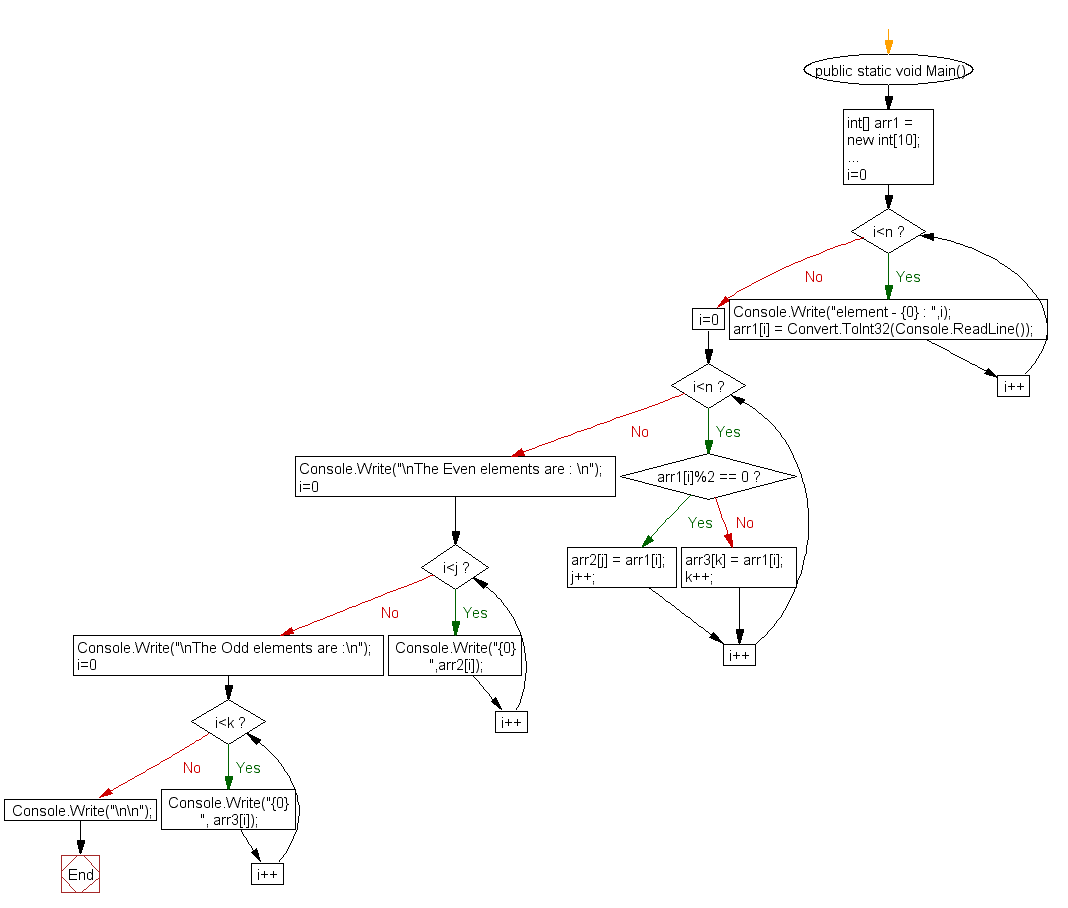 public static void Main()
int[] arr1 =
new int[10];
...
i=0
i<n ?
No
Yes
i=0
Console.Write("element - {0} : ",i);
arr1[i] = Convert.ToInt32(Console.ReadLine());
i++
i<n ?
No
Yes
Console.Write("\nThe Even elements are : \n");
i=0
arr1[i]%2 == 0 ?
Yes
No
arr2[j] = arr1[i];
j++;
arr3[k] = arr1[i];
k++;
i++
i<j ?
No
Yes
Console.Write("\nThe Odd elements are :\n");
i=0
Console.Write("{0}
",arr2[i]);
i++
i<k ?
No
Yes
Console.Write("\n\n");
Console.Write("{0}
", arr3[i]);
i++
End